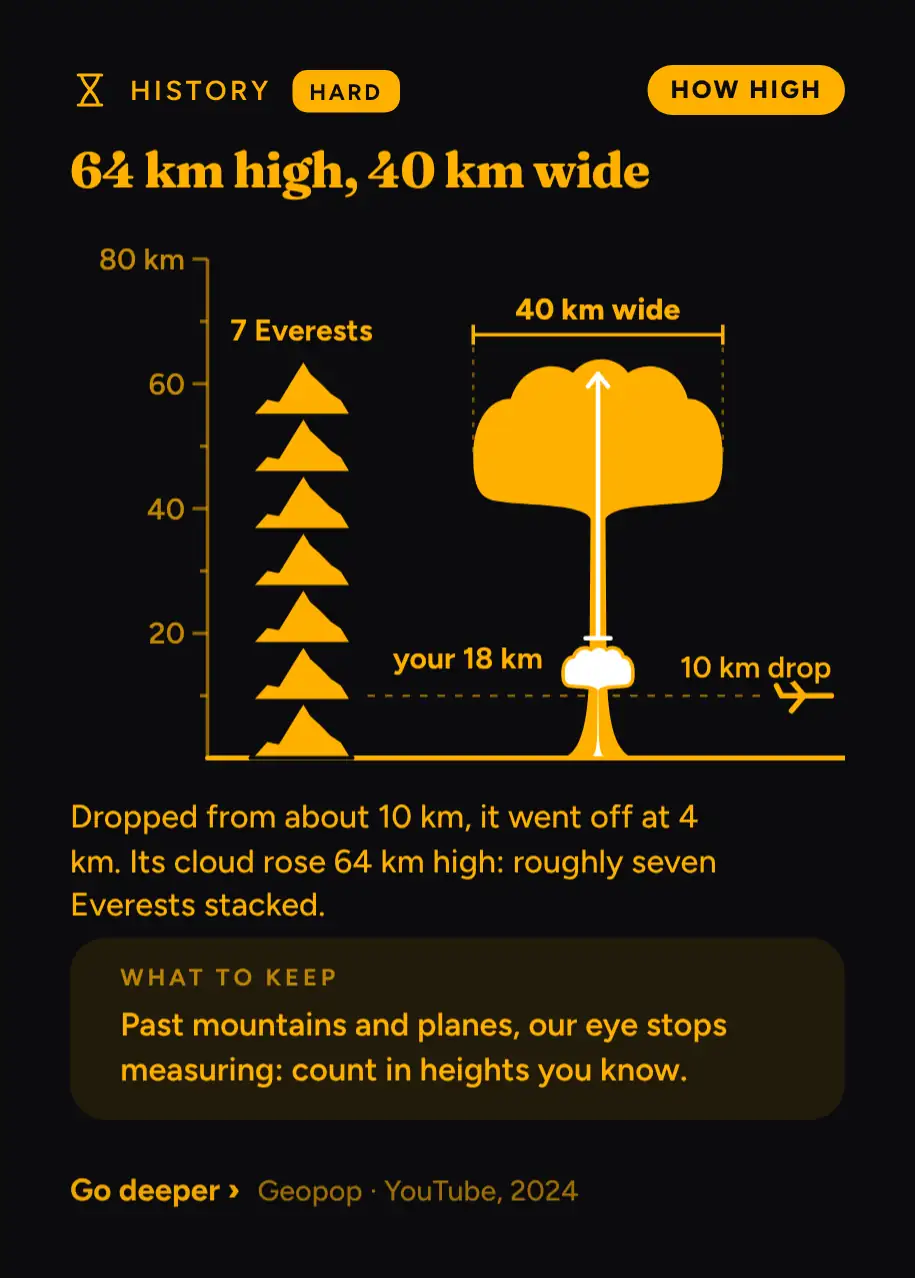 HISTORY HARD HOW HIGH
64 km high, 40 km wide
80 km
40 km wide
7 Everests
60
40
20
your 18 km
10 km drop
Dropped from about 10 km, it went off at 4
km. Its cloud rose 64 km high: roughly seven
Everests stacked.
WHAT TO KEEP
Past mountains and planes, our eye stops
measuring: count in heights you know.
Go deeper › Geopop · YouTube, 2024